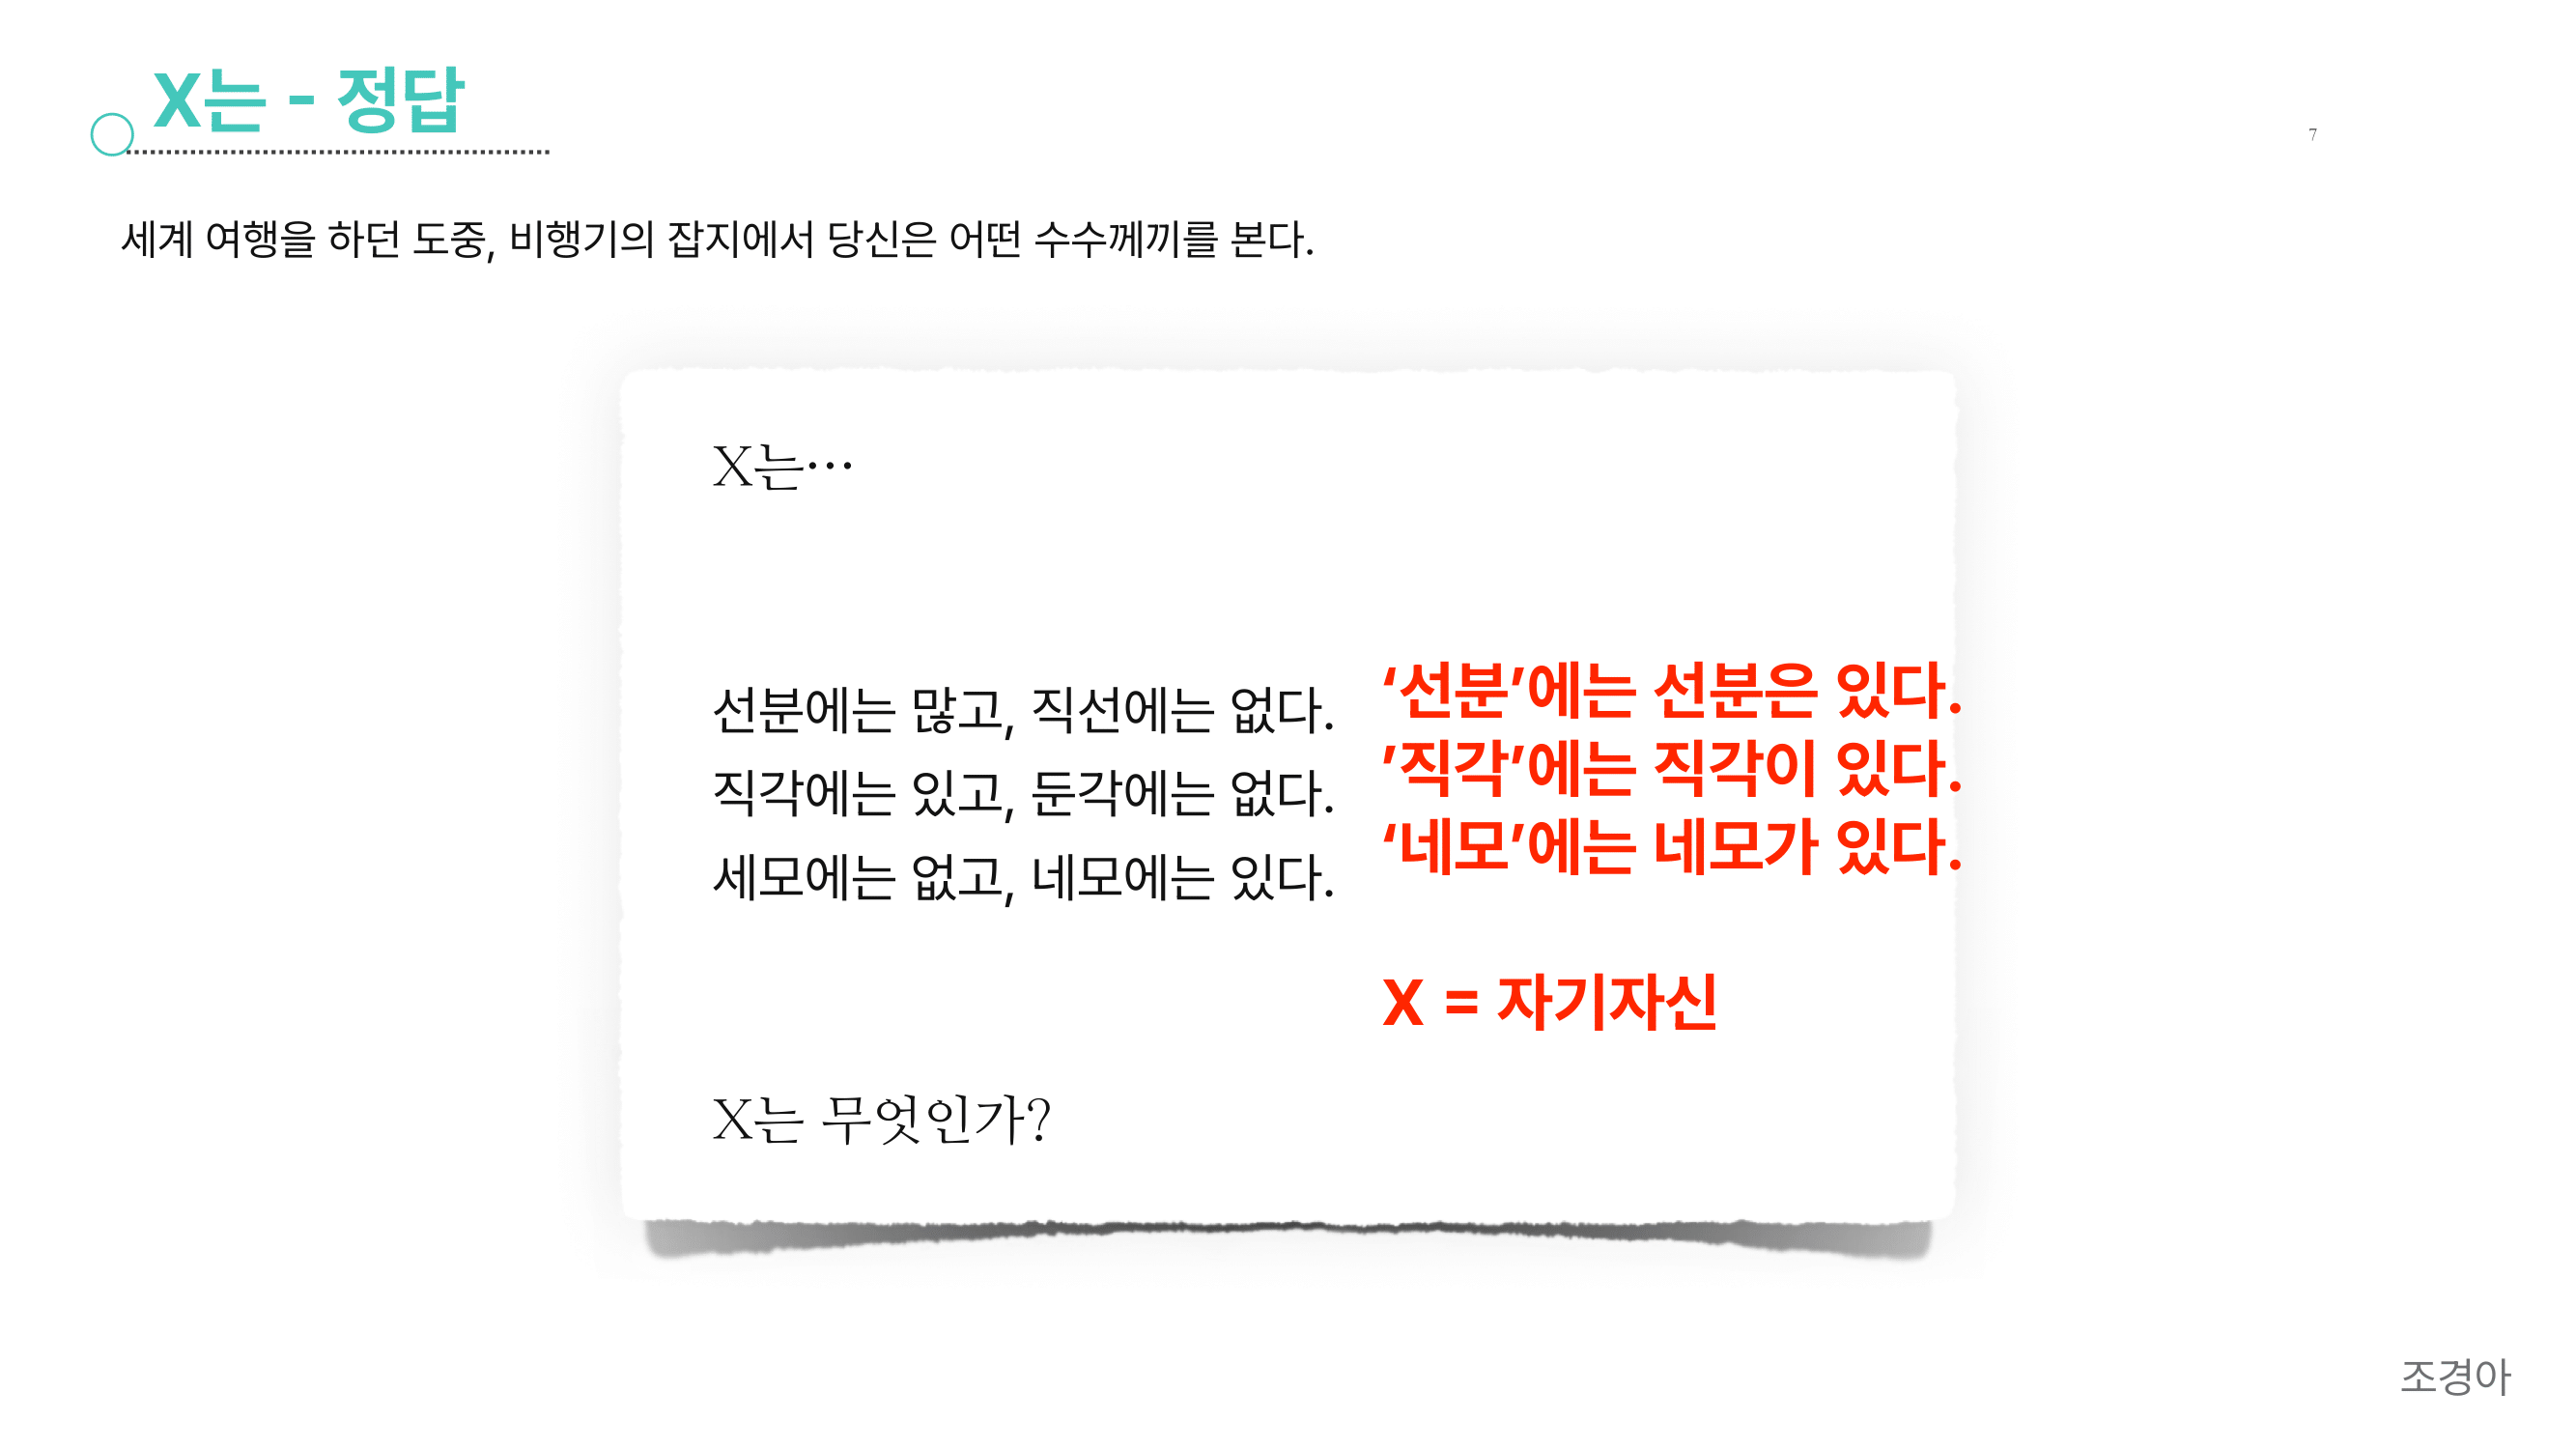 X는 - 정답
7
세계 여행을 하던 도중, 비행기의 잡지에서 당신은 어떤 수수께끼를 본다.
X는…
선분에는 많고, 직선에는 없다.
직각에는 있고, 둔각에는 없다.
세모에는 없고, 네모에는 있다.
‘선분’에는 선분은 있다.
’직각’에는 직각이 있다.
‘네모’에는 네모가 있다.
X = 자기자신
X는 무엇인가?
조경아